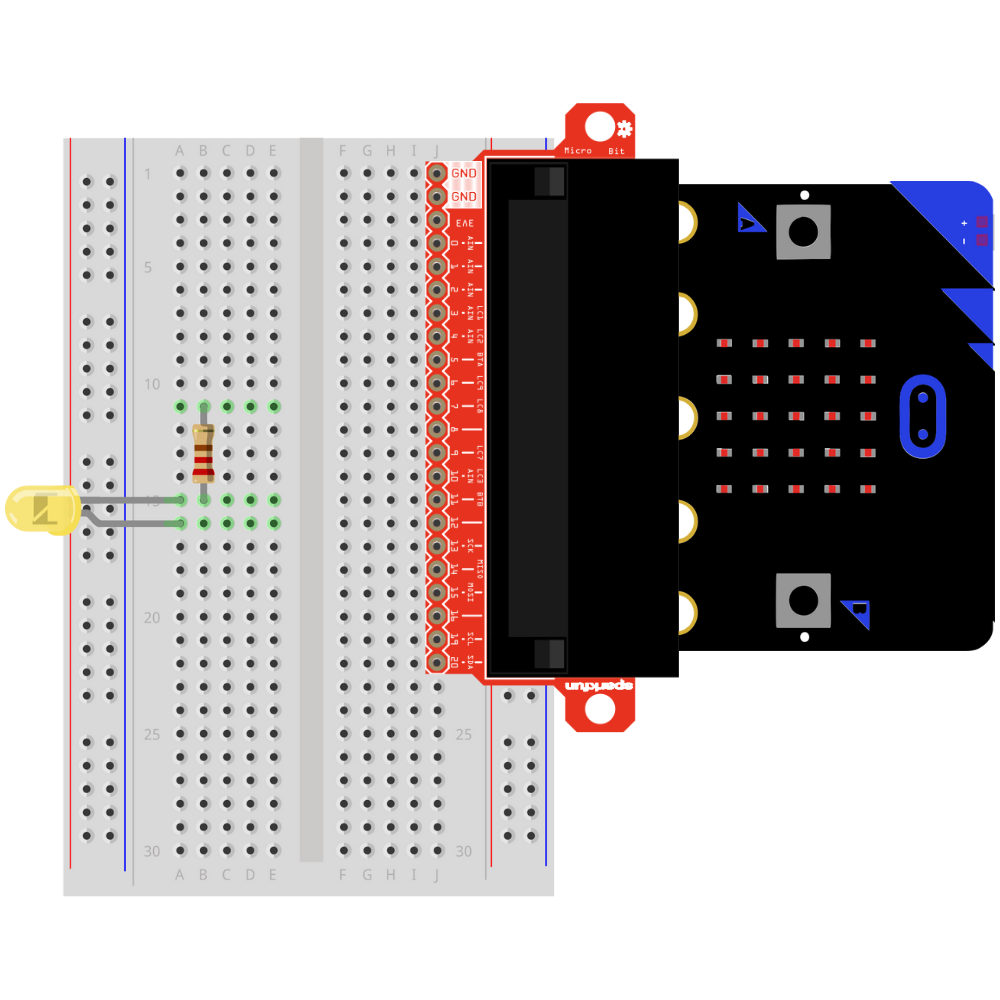 Micro Bit
A B C D E F G H I J
1
GND
GND
3V3
0 AIN
1 AIN
5
2 AIN
3 AIN LC1
4 AIN LC2
5 BTA
10
6 LC9
7 LC8
8
9 LC7
10 AIN LC3
15
11 BTB
12
13 SCK
14 MISO
15 MOSI
20
16
19 SCL
20 SDA
sparkfun
25 25
30 30
A B C D E F G H I J
A
B
+
-